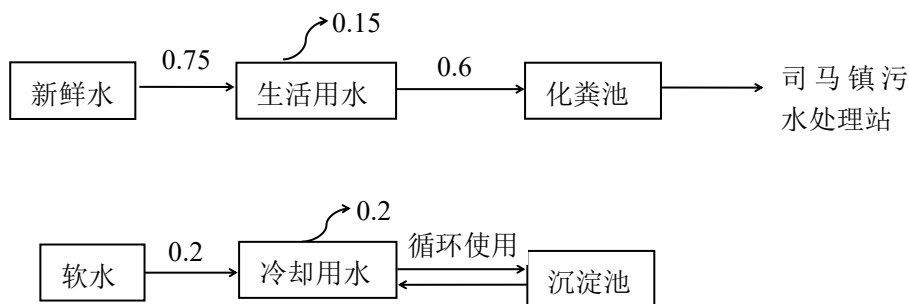 0.15
0.75
0.6
新鲜水
生活用水
化粪池
司马镇污
水处理站
0.2
0.2
循环使用
软水
冷却用水
沉淀池